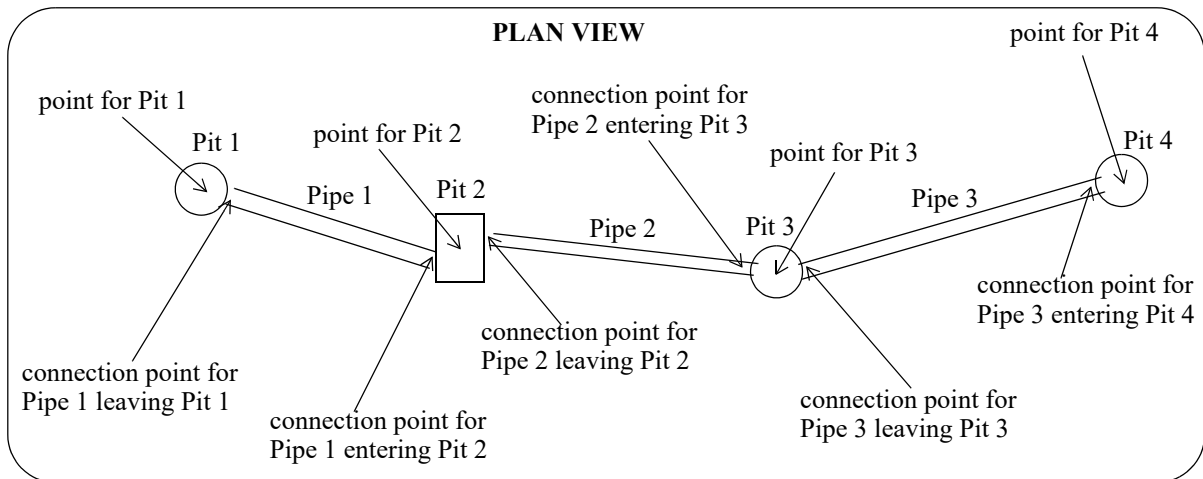 PLAN VIEW
point for Pit 4
point for Pit 1
connection point for
Pipe 2 entering Pit 3
Pit 1
point for Pit 2
point for Pit 3
Pit 4
Pipe 1
Pit 2
Pipe 2
Pit 3
Pipe 3
connection point for
Pipe 3 entering Pit 4
connection point for
Pipe 2 leaving Pit 2
connection point for
Pipe 1 leaving Pit 1
connection point for
Pipe 3 leaving Pit 3
connection point for
Pipe 1 entering Pit 2